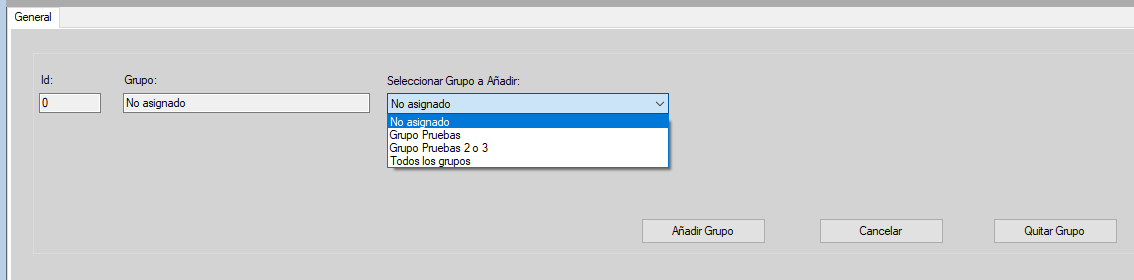 General
Id:
Grupo:
Seleccionar Grupo a Añadir:
0
No asignado
No asignado
No asignado
Grupo Pruebas
Grupo Pruebas 2 o 3
Todos los grupos
Añadir Grupo
Cancelar
Quitar Grupo